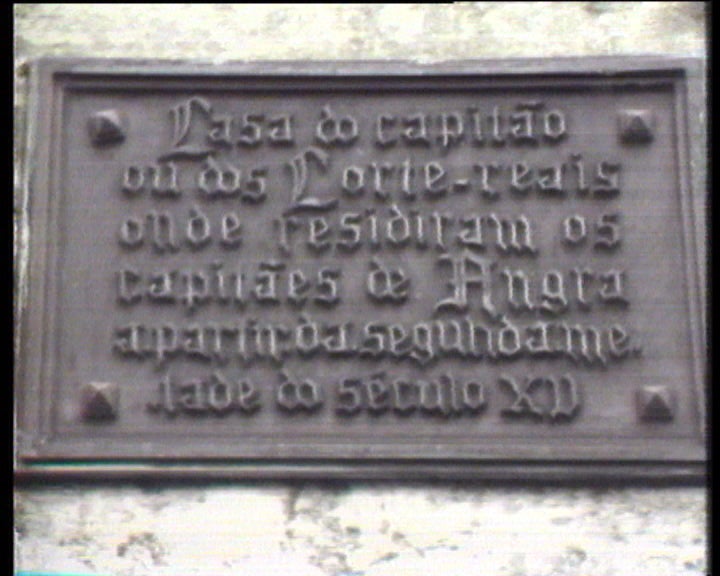 Casa do capitão
ou dos Corte-reais
onde residiram os
capitães de Angra
a partir da segunda me-
tade do século XV